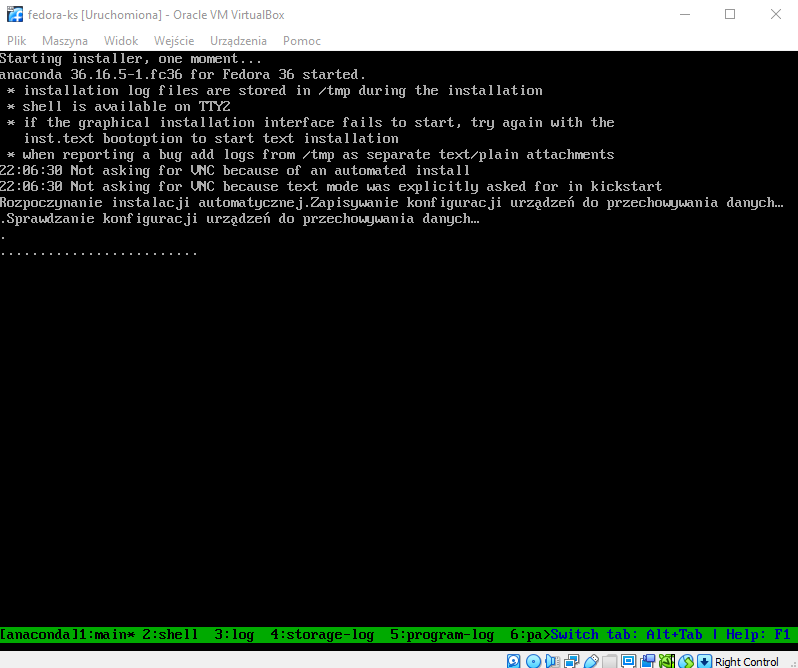 fedora-ks [Uruchomiona] - Oracle VM VirtualBox
Plik Maszyna Widok Wejście Urządzenia Pomoc
Starting installer, one moment...
anaconda 36.16.5-1.fc36 for Fedora 36 started.
* installation log files are stored in /tmp during the installation
* shell is available on TTY2
* if the graphical installation interface fails to start, try again with the
inst.text bootoption to start text installation
* when reporting a bug add logs from /tmp as separate text/plain attachments
22:06:30 Not asking for VNC because of an automated install
22:06:30 Not asking for VNC because text mode was explicitly asked for in kickstart
Rozpoczynanie instalacji automatycznej.Zapisywanie konfiguracji urządzeń do przechowywania danych…
.Sprawdzanie konfiguracji urządzeń do przechowywania danych…
.
.........................
[anaconda]1:main* 2:shell  3:log  4:storage-log  5:program-log  6:pa>Switch tab: Alt+Tab | Help: F1
Right Control